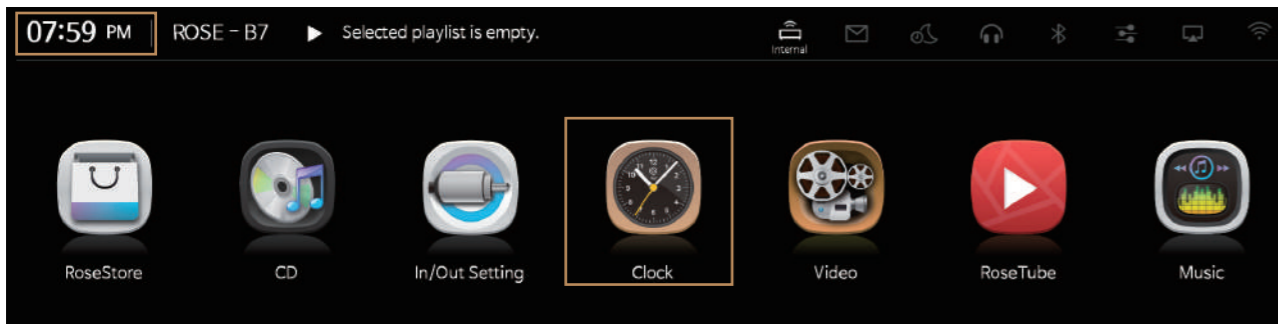 07:59 PM ROSE - B7 Selected playlist is empty.
Internal
RoseStore CD In/Out Setting Clock Video RoseTube Music